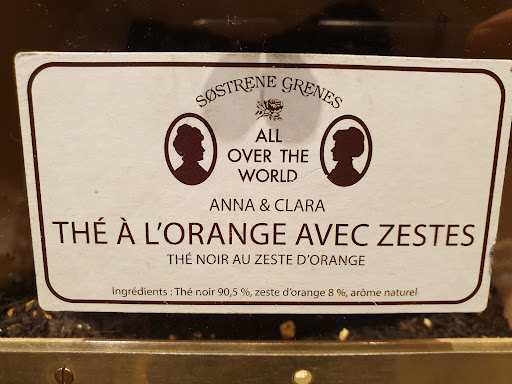 SØSTRENE GRENES
ALL
OVER THE
WORLD
ANNA & CLARA
THÉ À L'ORANGE AVEC ZESTES
THÉ NOIR AU ZESTE D'ORANGE
Ingrédients : Thé noir 90,5 %, zeste d'orange 8 %, arôme naturel